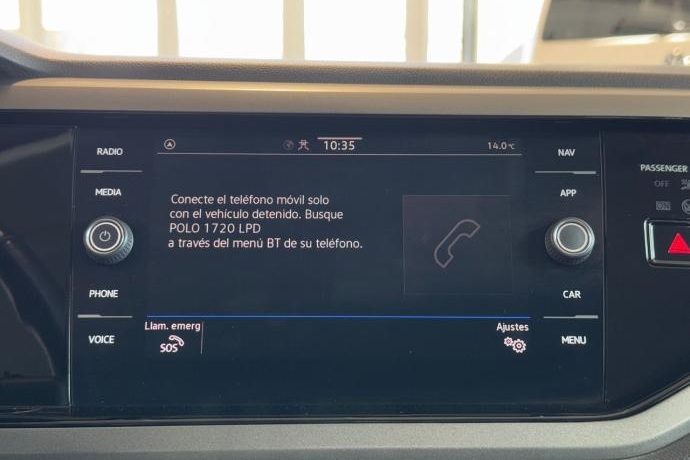 RADIO
MEDIA
PHONE
VOICE
10:35
14.0°C
Conecte el teléfono móvil solo
con el vehículo detenido. Busque
POLO 1720 LPD
a través del menú BT de su teléfono.
Llam. emerg
SOS
Ajustes
NAV
APP
CAR
MENU
PASSENGER
OFF
ON